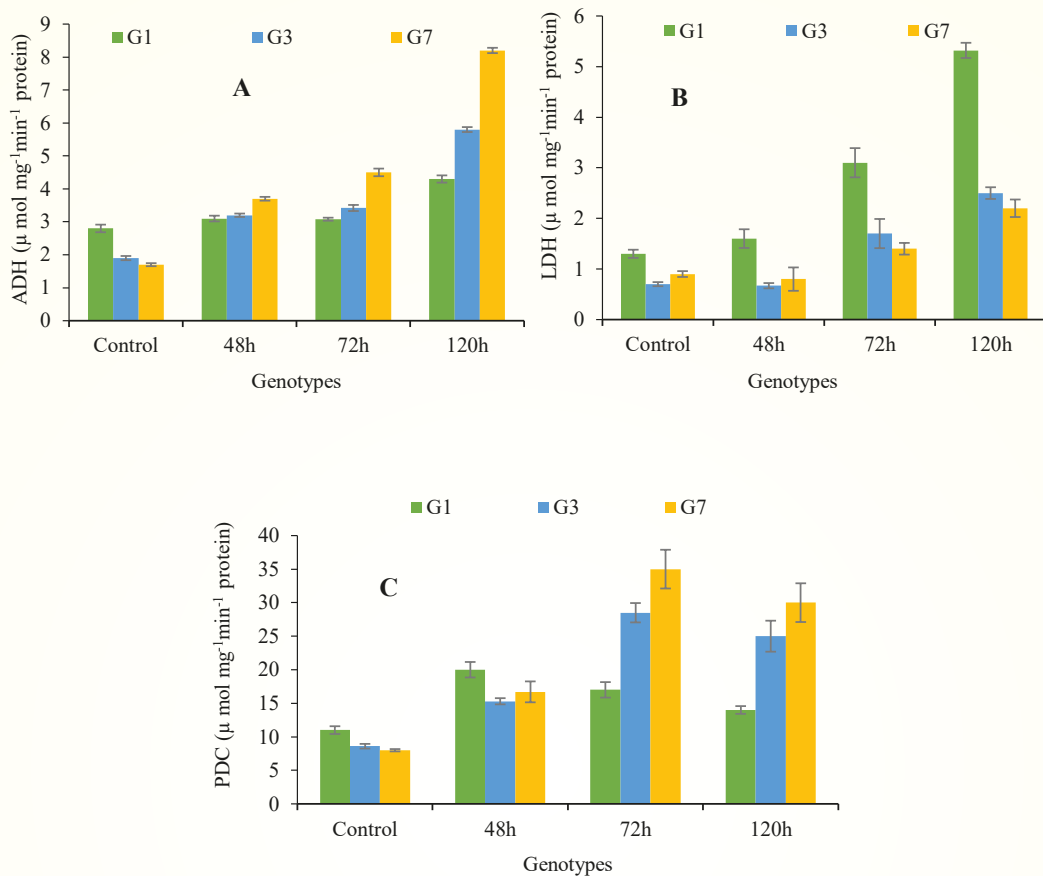 G1 G3 G7
A
ADH (µ mol mg⁻¹min⁻¹ protein)
9
8
7
6
5
4
3
2
1
0
Control 48h 72h 120h
Genotypes
G1 G3 G7
B
LDH (µ mol mg⁻¹min⁻¹ protein)
6
5
4
3
2
1
0
Control 48h 72h 120h
Genotypes
G1 G3 G7
C
PDC (µ mol mg⁻¹min⁻¹ protein)
40
35
30
25
20
15
10
5
0
Control 48h 72h 120h
Genotypes